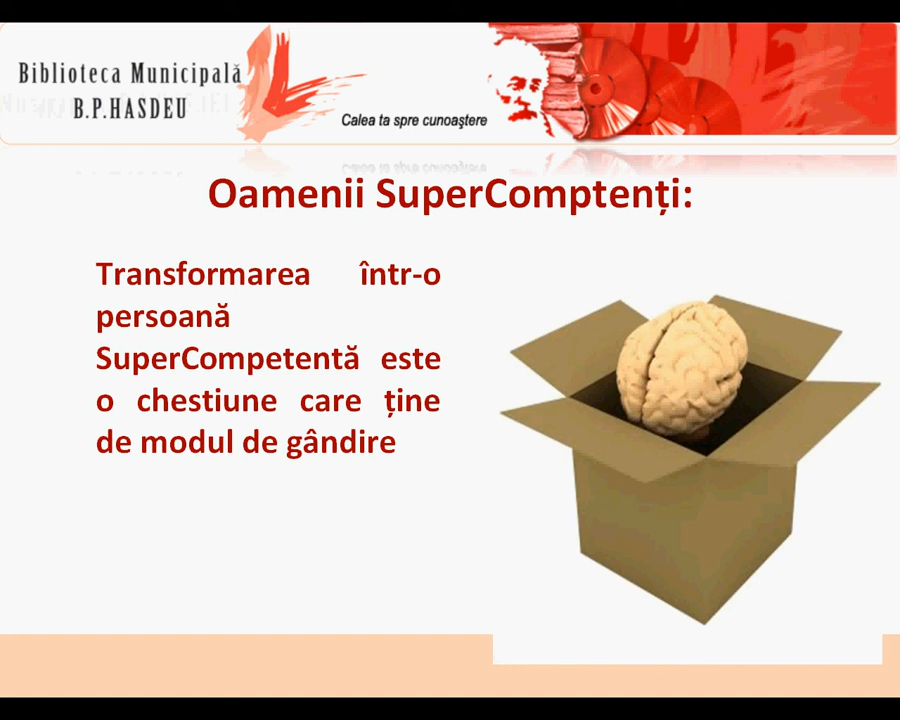 Biblioteca Municipală
B.P.HASDEU
Calea ta spre cunoaştere
Oamenii SuperComptenți:
Transformarea într-o
persoană
SuperCompetentă este
o chestiune care ține
de modul de gândire